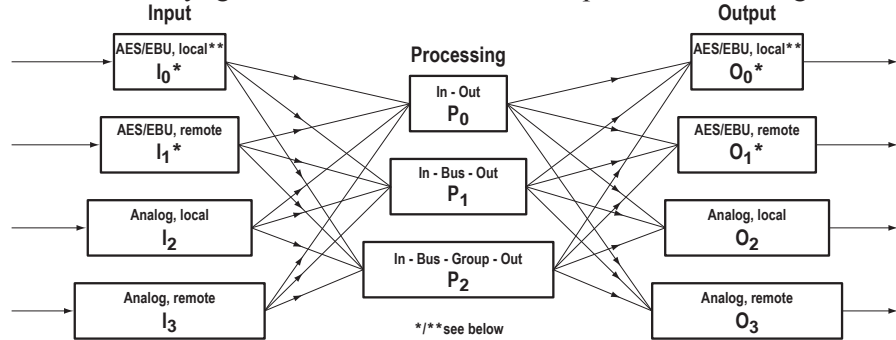 Input
Output
Processing
AES/EBU, local**
I0*
AES/EBU, remote
I1*
Analog, local
I2
Analog, remote
I3
In - Out
P0
In - Bus - Out
P1
In - Bus - Group - Out
P2
*/**see below
AES/EBU, local**
O0*
AES/EBU, remote
O1*
Analog, local
O2
Analog, remote
O3